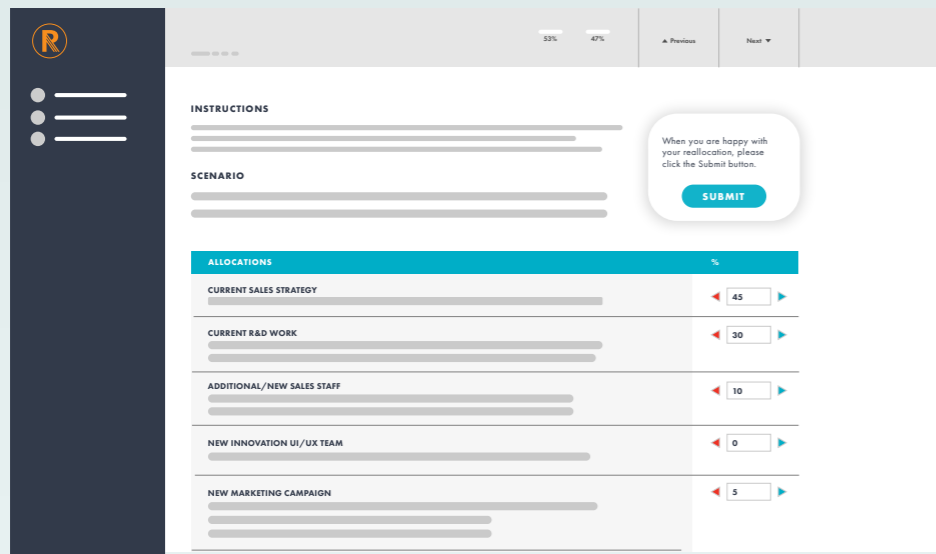 R
53%
47%
Previous
Next
INSTRUCTIONS
When you are happy with
your reallocation, please
click the Submit button.
SUBMIT
SCENARIO
ALLOCATIONS %
CURRENT SALES STRATEGY 45
CURRENT R&D WORK 30
ADDITIONAL/NEW SALES STAFF 10
NEW INNOVATION UI/UX TEAM 0
NEW MARKETING CAMPAIGN 5